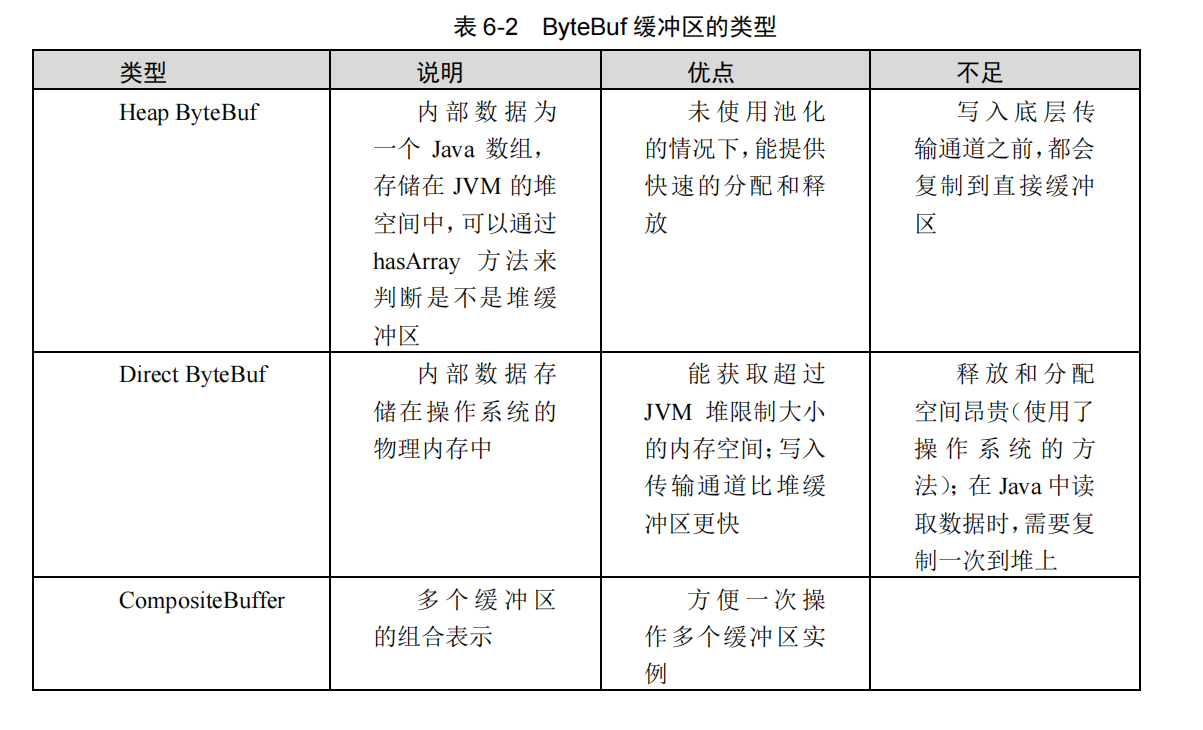 表 6-2 ByteBuf 缓冲区的类型
类型
说明
优点
不足
Heap ByteBuf
内部数据为
一个 Java 数组，
存储在 JVM 的堆
空间中，可以通过
hasArray 方法来
判断是不是堆缓
冲区
未使用池化
的情况下，能提供
快速的分配和释
放
写入底层传
输通道之前，都会
复制到直接缓冲
区
Direct ByteBuf
内部数据存
储在操作系统的
物理内存中
能获取超过
JVM 堆限制大小
的内存空间；写入
传输通道比堆缓
冲区更快
释放和分配
空间昂贵（使用了
操作系统的方
法）；在 Java 中读
取数据时，需要复
制一次到堆上
CompositeBuffer
多个缓冲区
的组合表示
方便一次操
作多个缓冲区实
例